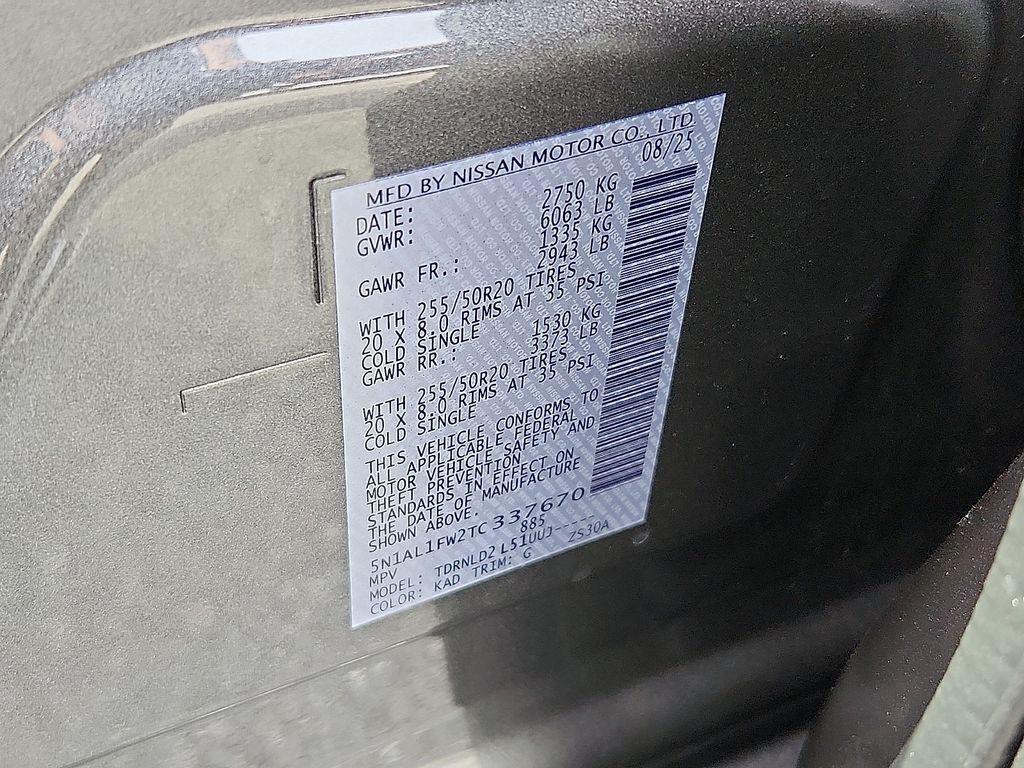 MFD BY NISSAN MOTOR CO., LTD.
DATE: 08/25
GVWR: 2750 KG
6063 LB
GAWR FR.: 1335 KG
2943 LB
WITH 255/50R20 TIRES
20 X 8.0 RIMS AT 35 PSI
COLD SINGLE
GAWR RR.: 1530 KG
3373 LB
WITH 255/50R20 TIRES
20 X 8.0 RIMS AT 35 PSI
COLD SINGLE
THIS VEHICLE CONFORMS TO
ALL APPLICABLE FEDERAL
MOTOR VEHICLE SAFETY AND
THEFT PREVENTION
STANDARDS IN EFFECT ON
THE DATE OF MANUFACTURE
SHOWN ABOVE.
5N1AL1FW2TC337670
MPV 885
MODEL: TDRNLD2 L51UUJ-----
COLOR: KAD TRIM: G ZS30A